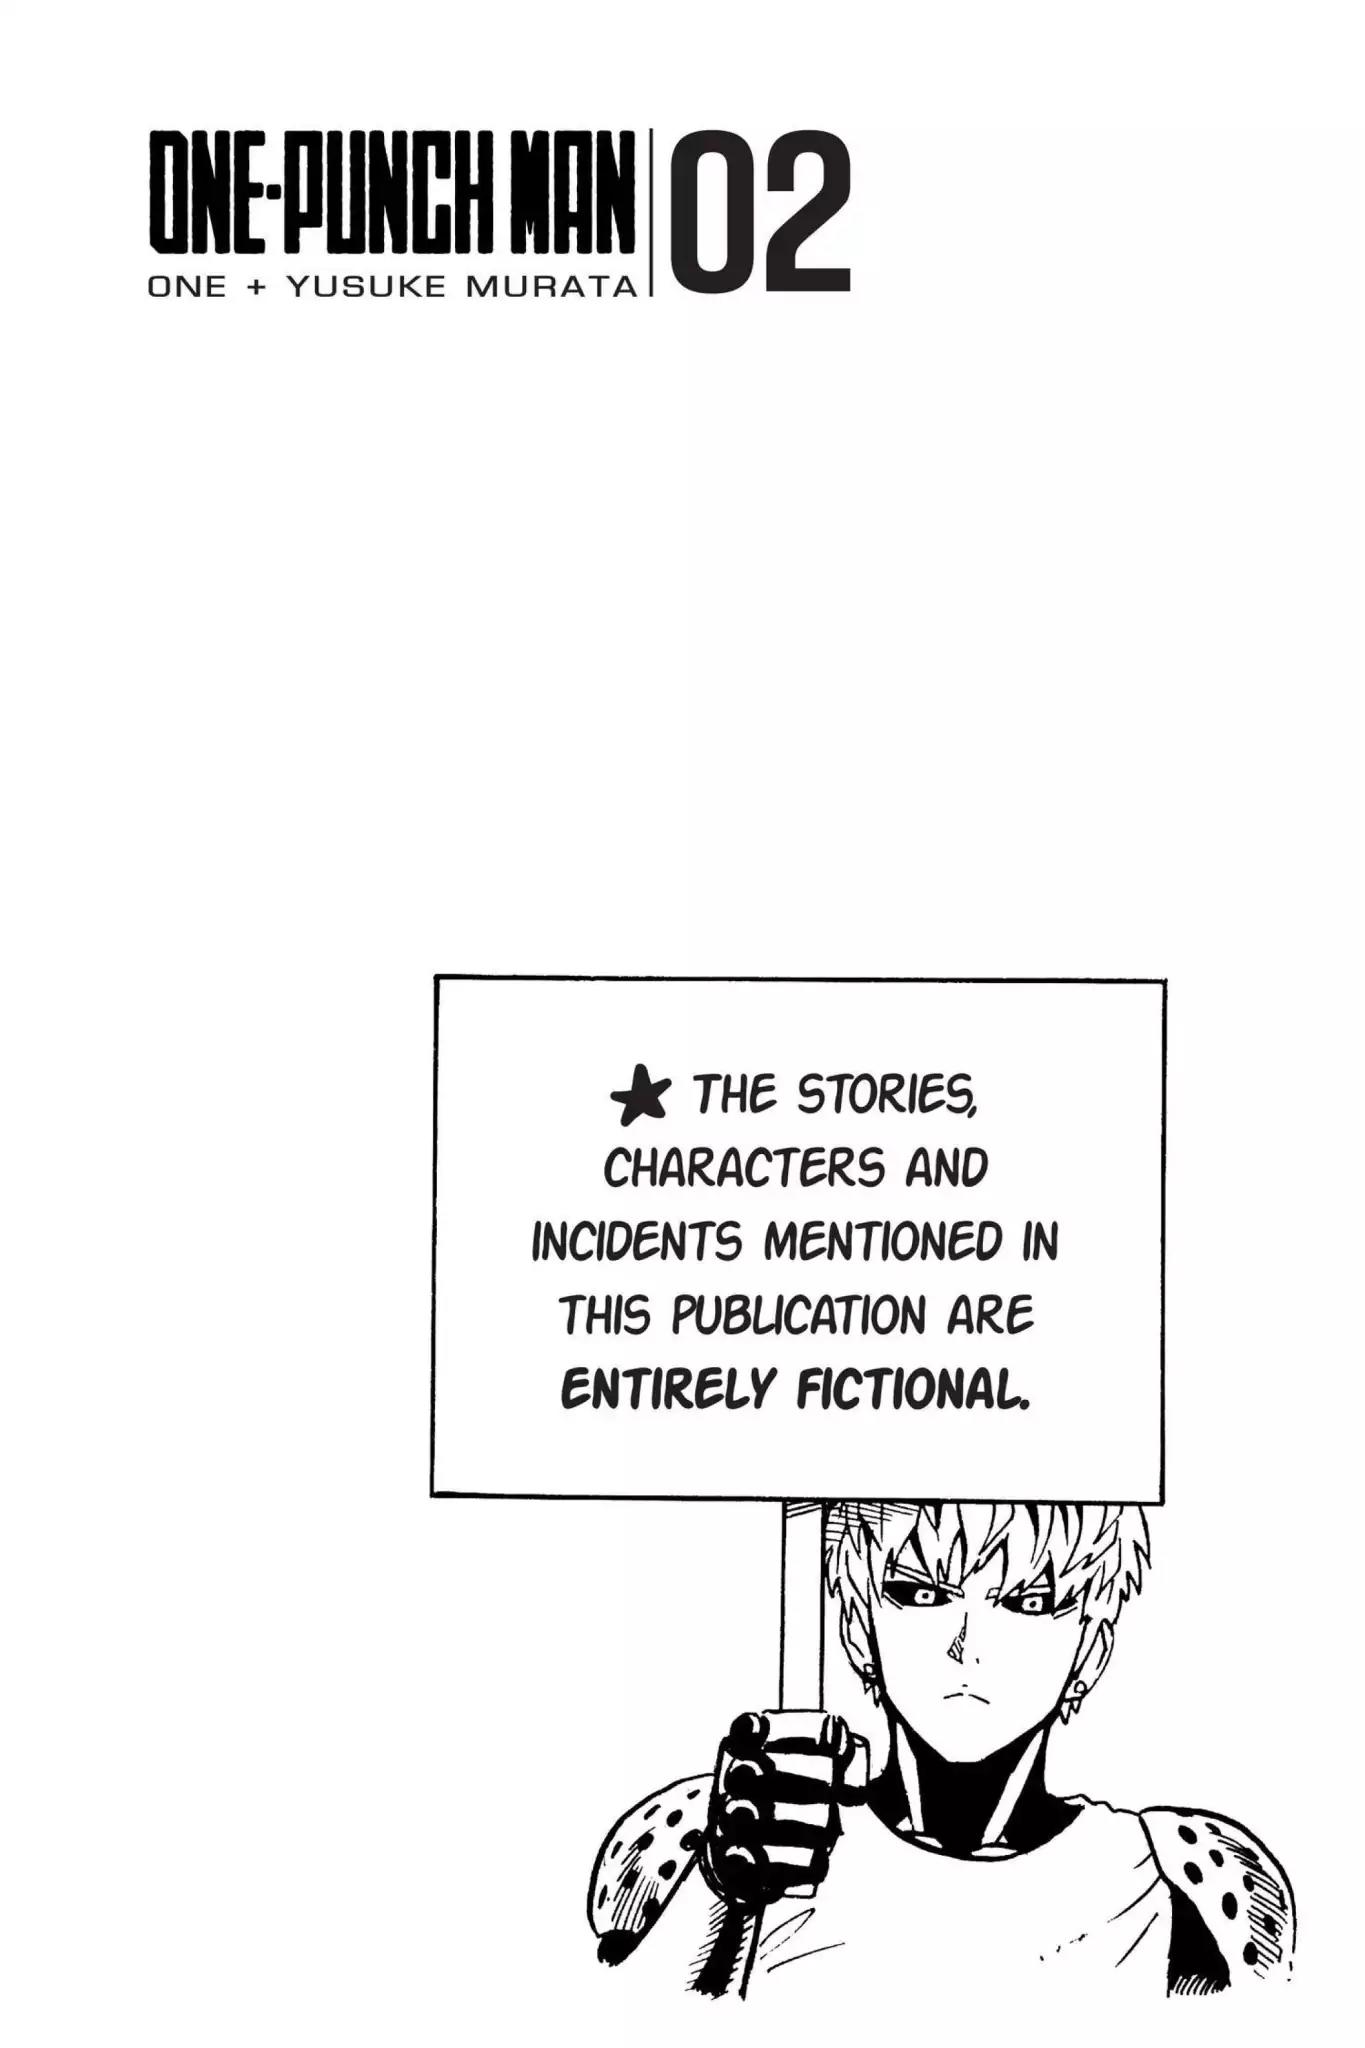 ONE-PUNCH MAN
ONE + YUSUKE MURATA
02
★ THE STORIES,
CHARACTERS AND
INCIDENTS MENTIONED IN
THIS PUBLICATION ARE
ENTIRELY FICTIONAL.